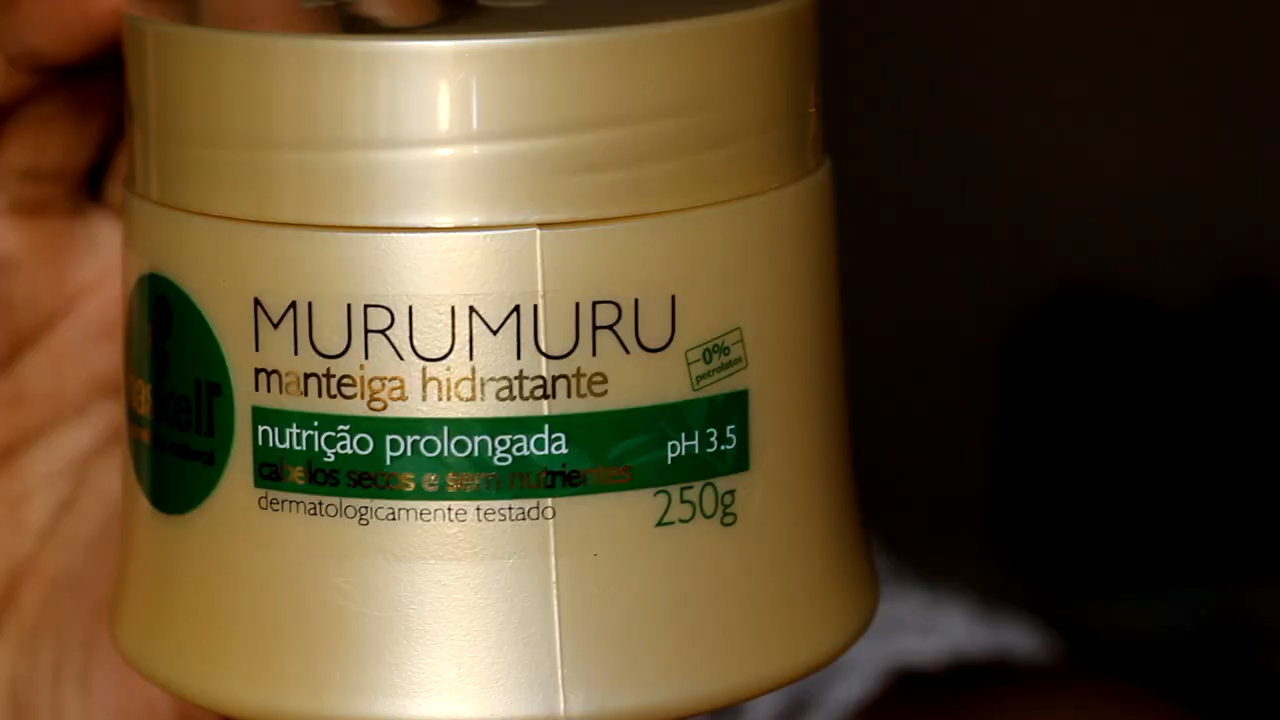 MURUMURU
manteiga hidratante
0%
petrolatos
nutrição prolongada
pH 3.5
cabelos secos e sem nutrientes
dermatologicamente testado
250g